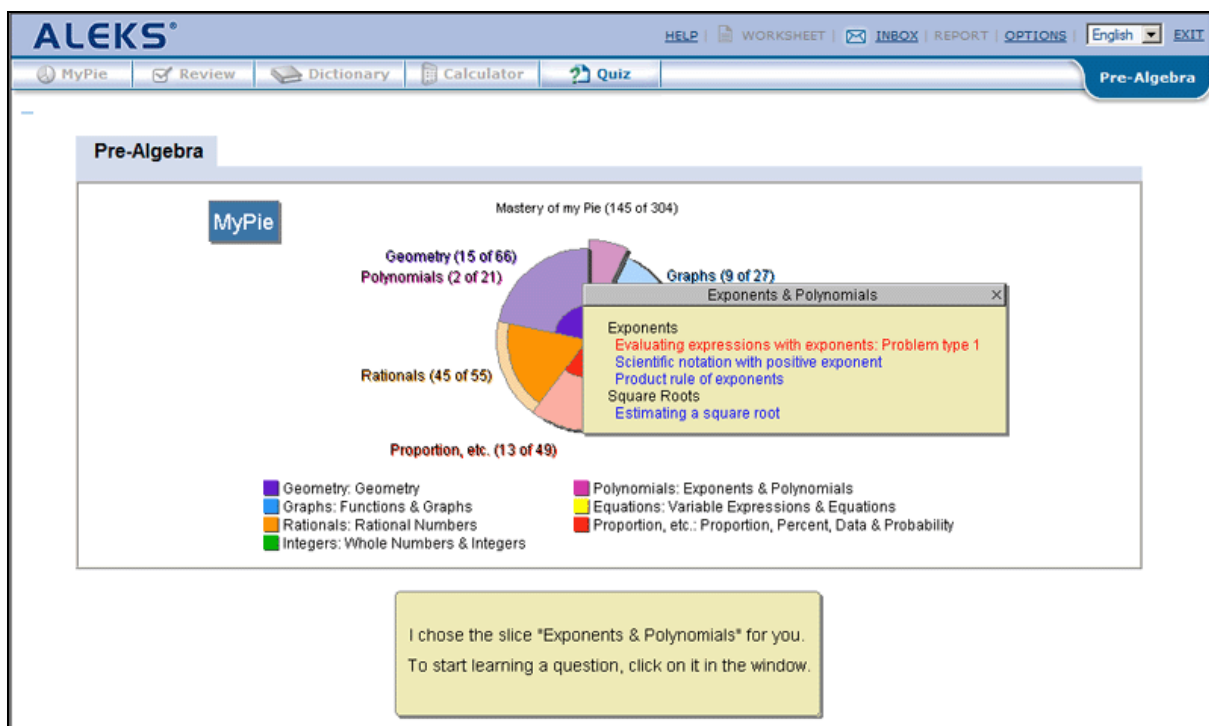 ALEKS®
HELP | WORKSHEET | INBOX | REPORT | OPTIONS | English EXIT
MyPie Review Dictionary Calculator Quiz
Pre-Algebra
Pre-Algebra
MyPie
Mastery of my Pie (145 of 304)
Geometry (15 of 66)
Polynomials (2 of 21)
Graphs (9 of 27)
Rationals (45 of 55)
Proportion, etc. (13 of 49)
Exponents & Polynomials ×
Exponents
Evaluating expressions with exponents: Problem type 1
Scientific notation with positive exponent
Product rule of exponents
Square Roots
Estimating a square root
Geometry: Geometry
Graphs: Functions & Graphs
Rationals: Rational Numbers
Integers: Whole Numbers & Integers
Polynomials: Exponents & Polynomials
Equations: Variable Expressions & Equations
Proportion, etc.: Proportion, Percent, Data & Probability
I chose the slice "Exponents & Polynomials" for you.
To start learning a question, click on it in the window.